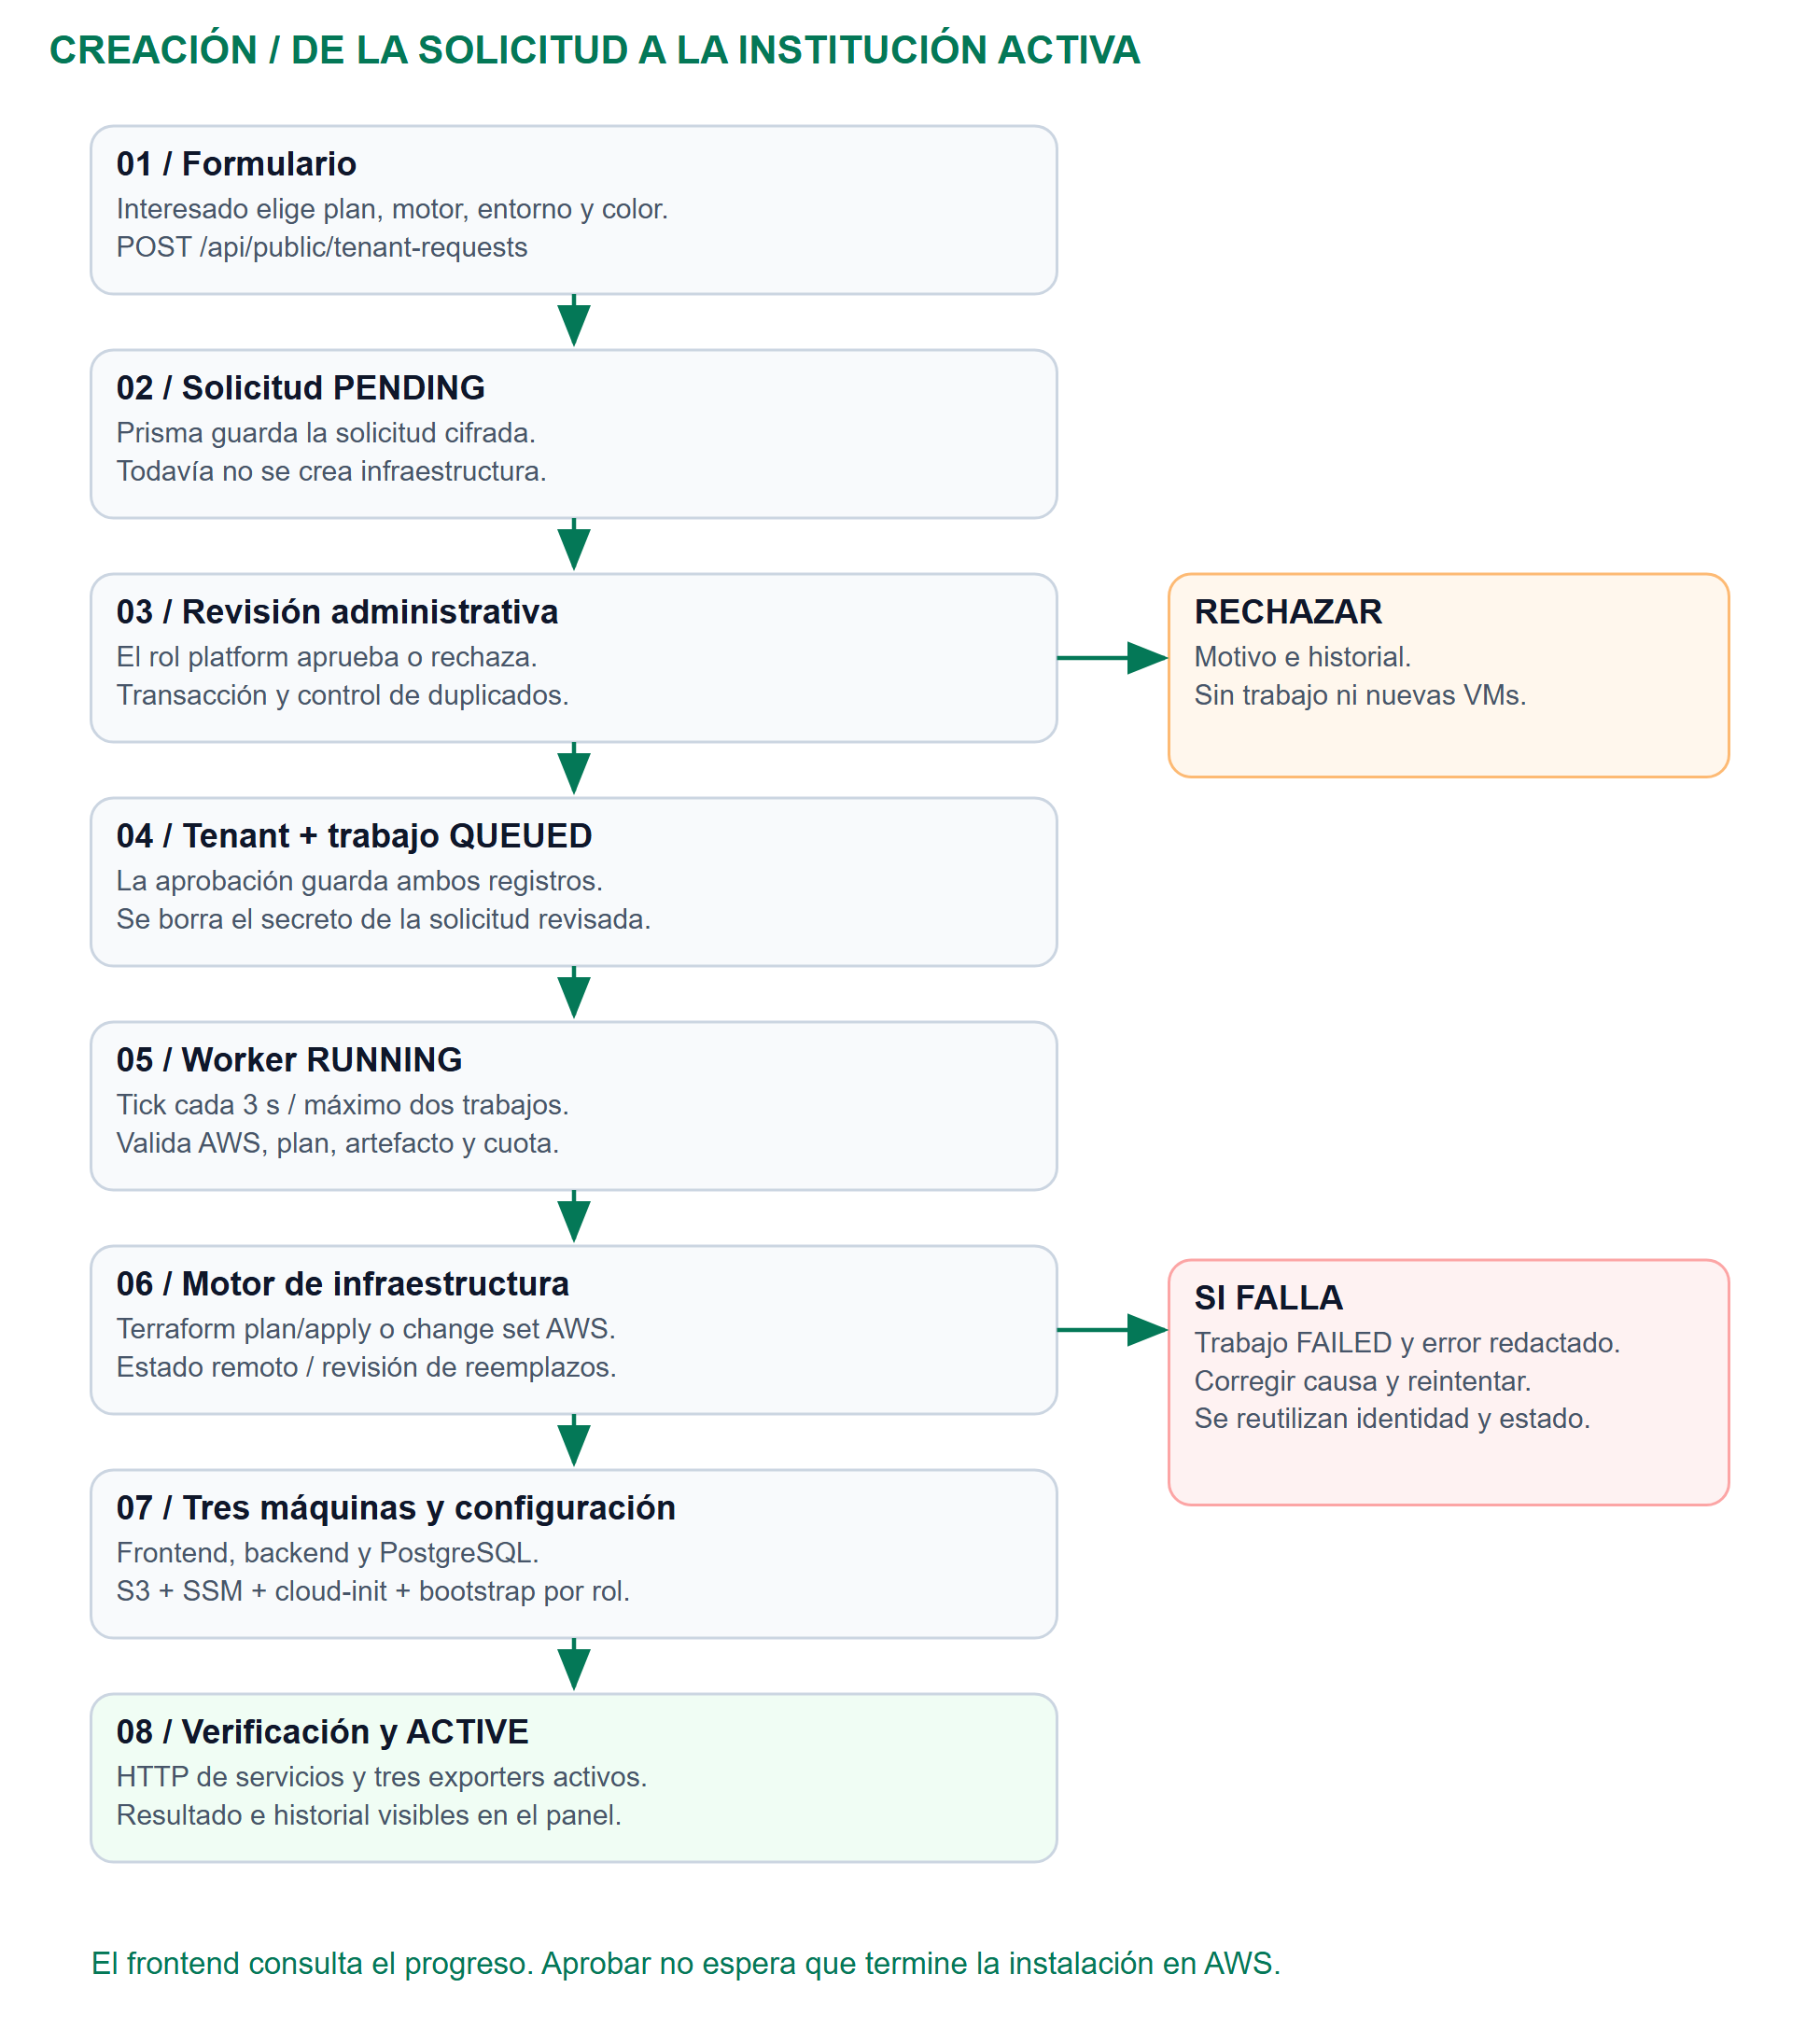 CREACIÓN / DE LA SOLICITUD A LA INSTITUCIÓN ACTIVA
01 / Formulario
Interesado elige plan, motor, entorno y color.
POST /api/public/tenant-requests
02 / Solicitud PENDING
Prisma guarda la solicitud cifrada.
Todavía no se crea infraestructura.
03 / Revisión administrativa
El rol platform aprueba o rechaza.
Transacción y control de duplicados.
RECHAZAR
Motivo e historial.
Sin trabajo ni nuevas VMs.
04 / Tenant + trabajo QUEUED
La aprobación guarda ambos registros.
Se borra el secreto de la solicitud revisada.
05 / Worker RUNNING
Tick cada 3 s / máximo dos trabajos.
Valida AWS, plan, artefacto y cuota.
06 / Motor de infraestructura
Terraform plan/apply o change set AWS.
Estado remoto / revisión de reemplazos.
SI FALLA
Trabajo FAILED y error redactado.
Corregir causa y reintentar.
Se reutilizan identidad y estado.
07 / Tres máquinas y configuración
Frontend, backend y PostgreSQL.
S3 + SSM + cloud-init + bootstrap por rol.
08 / Verificación y ACTIVE
HTTP de servicios y tres exporters activos.
Resultado e historial visibles en el panel.
El frontend consulta el progreso. Aprobar no espera que termine la instalación en AWS.